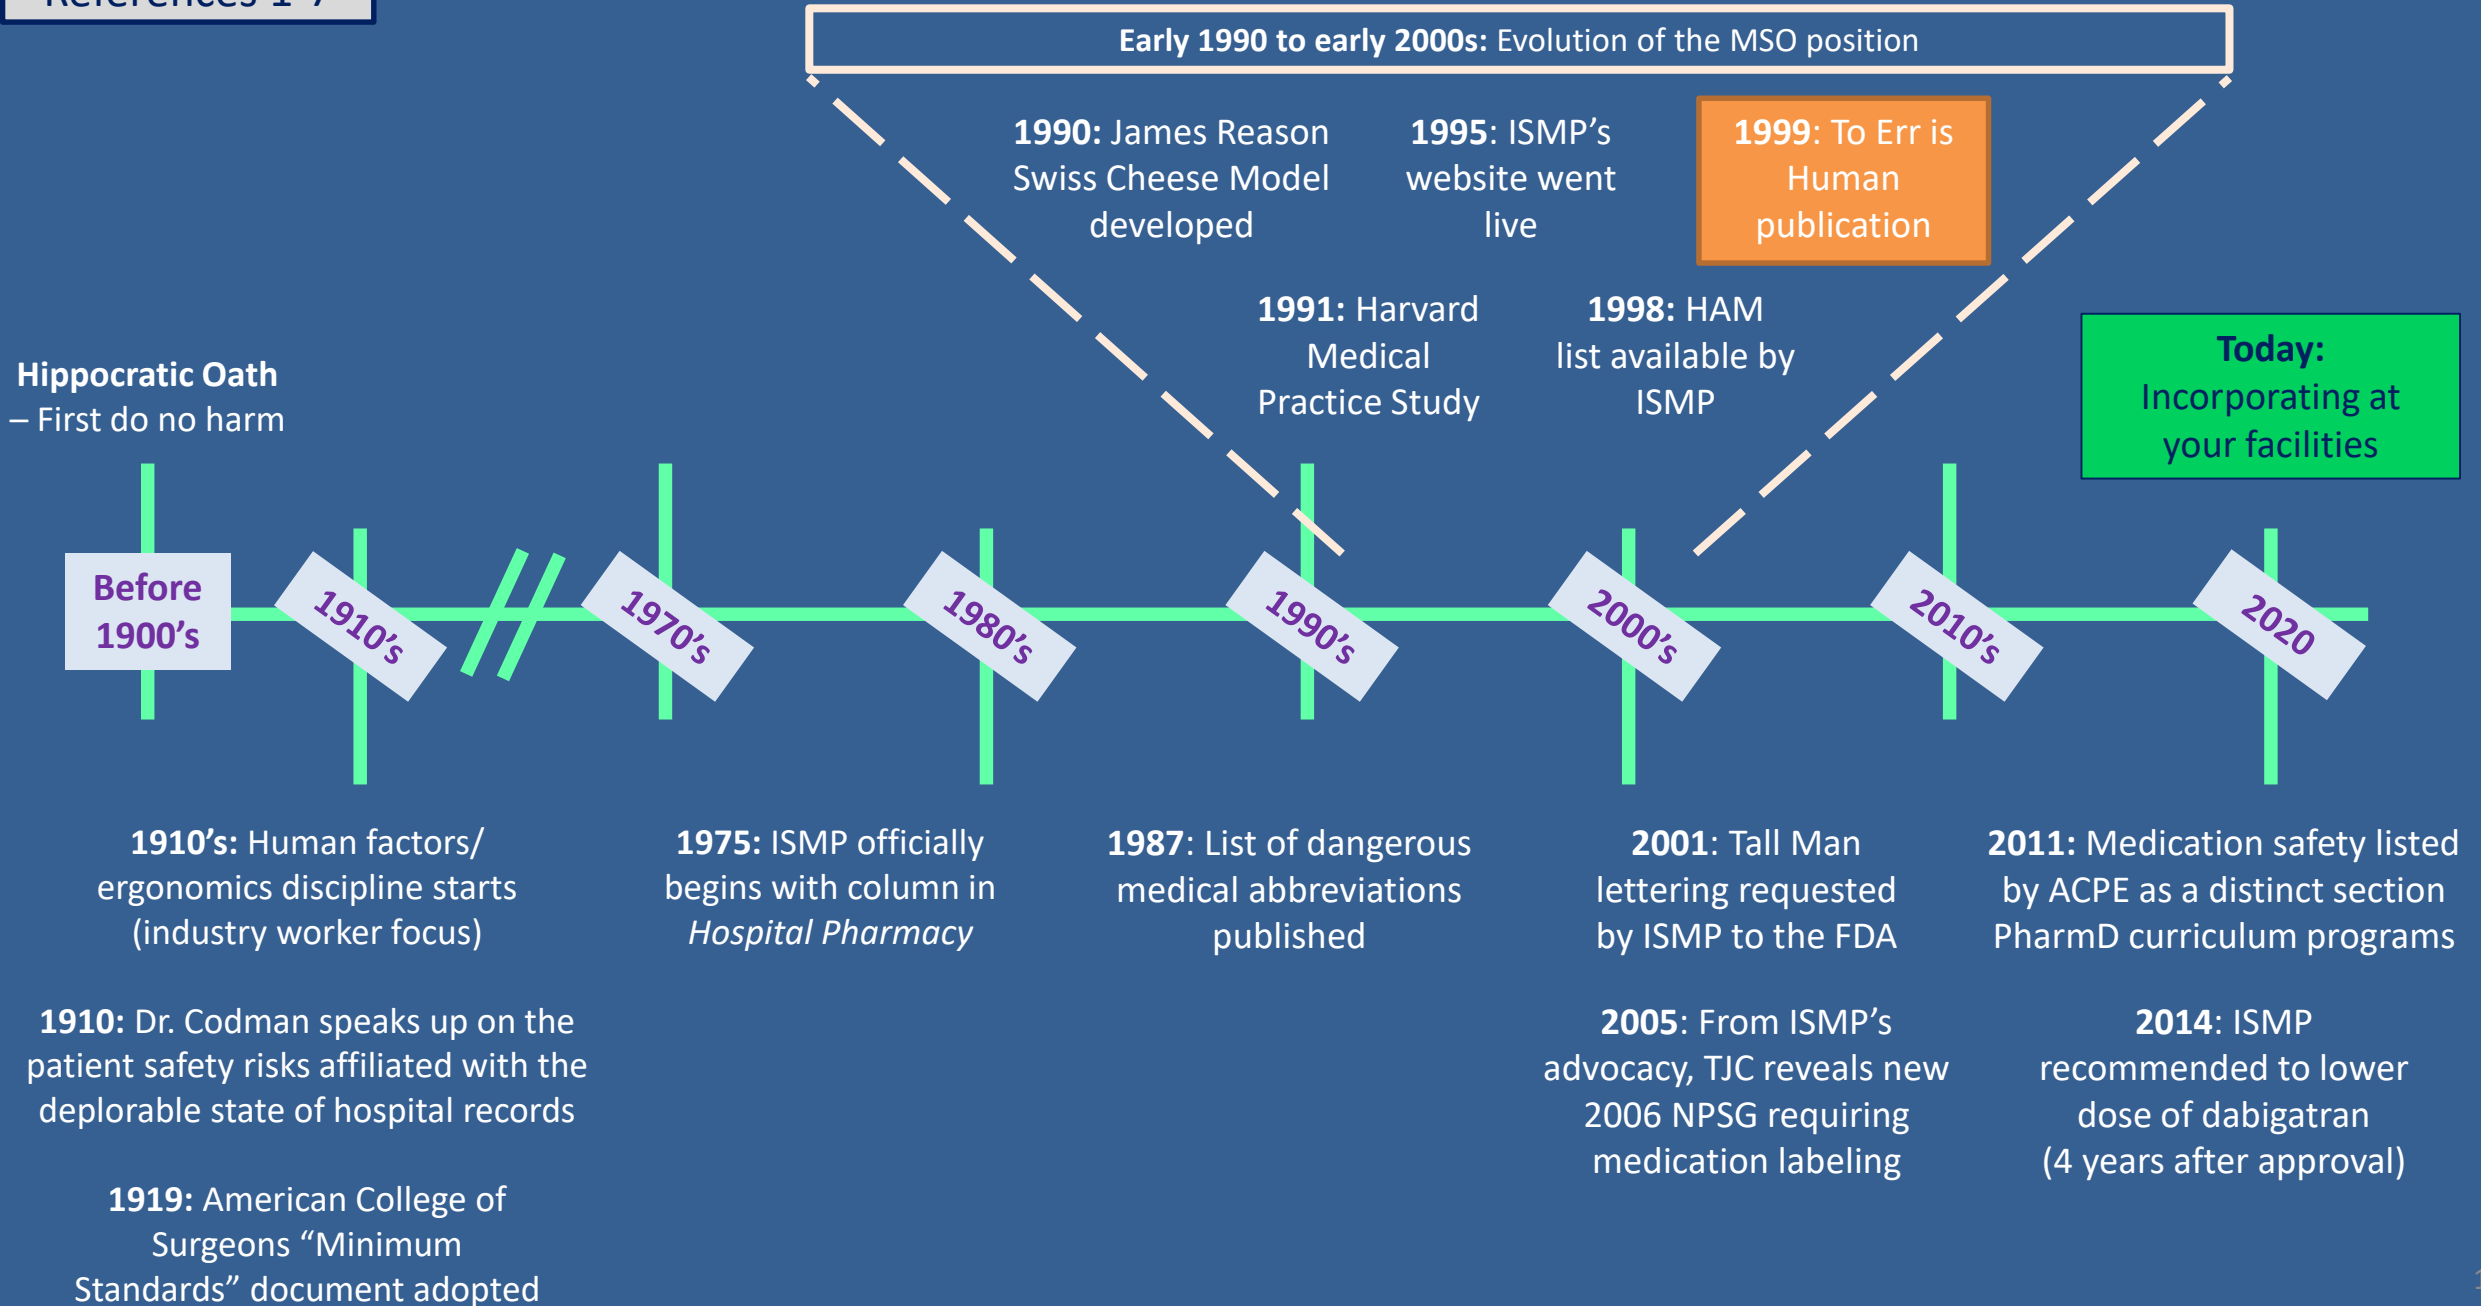 References 1-7
Early 1990 to early 2000s: Evolution of the MSO position
1990: James Reason
Swiss Cheese Model
developed
1995: ISMP’s
website went
live
1999: To Err is
Human
publication
1991: Harvard
Medical
Practice Study
1998: HAM
list available by
ISMP
Hippocratic Oath
– First do no harm
Today:
Incorporating at
your facilities
Before
1900’s
1910’s
1970’s
1980’s
1990’s
2000’s
2010’s
2020
1910’s: Human factors/
ergonomics discipline starts
(industry worker focus)
1910: Dr. Codman speaks up on the
patient safety risks affiliated with the
deplorable state of hospital records
1919: American College of
Surgeons “Minimum
Standards” document adopted
1975: ISMP officially
begins with column in
Hospital Pharmacy
1987: List of dangerous
medical abbreviations
published
2001: Tall Man
lettering requested
by ISMP to the FDA
2005: From ISMP’s
advocacy, TJC reveals new
2006 NPSG requiring
medication labeling
2011: Medication safety listed
by ACPE as a distinct section
PharmD curriculum programs
2014: ISMP
recommended to lower
dose of dabigatran
(4 years after approval)